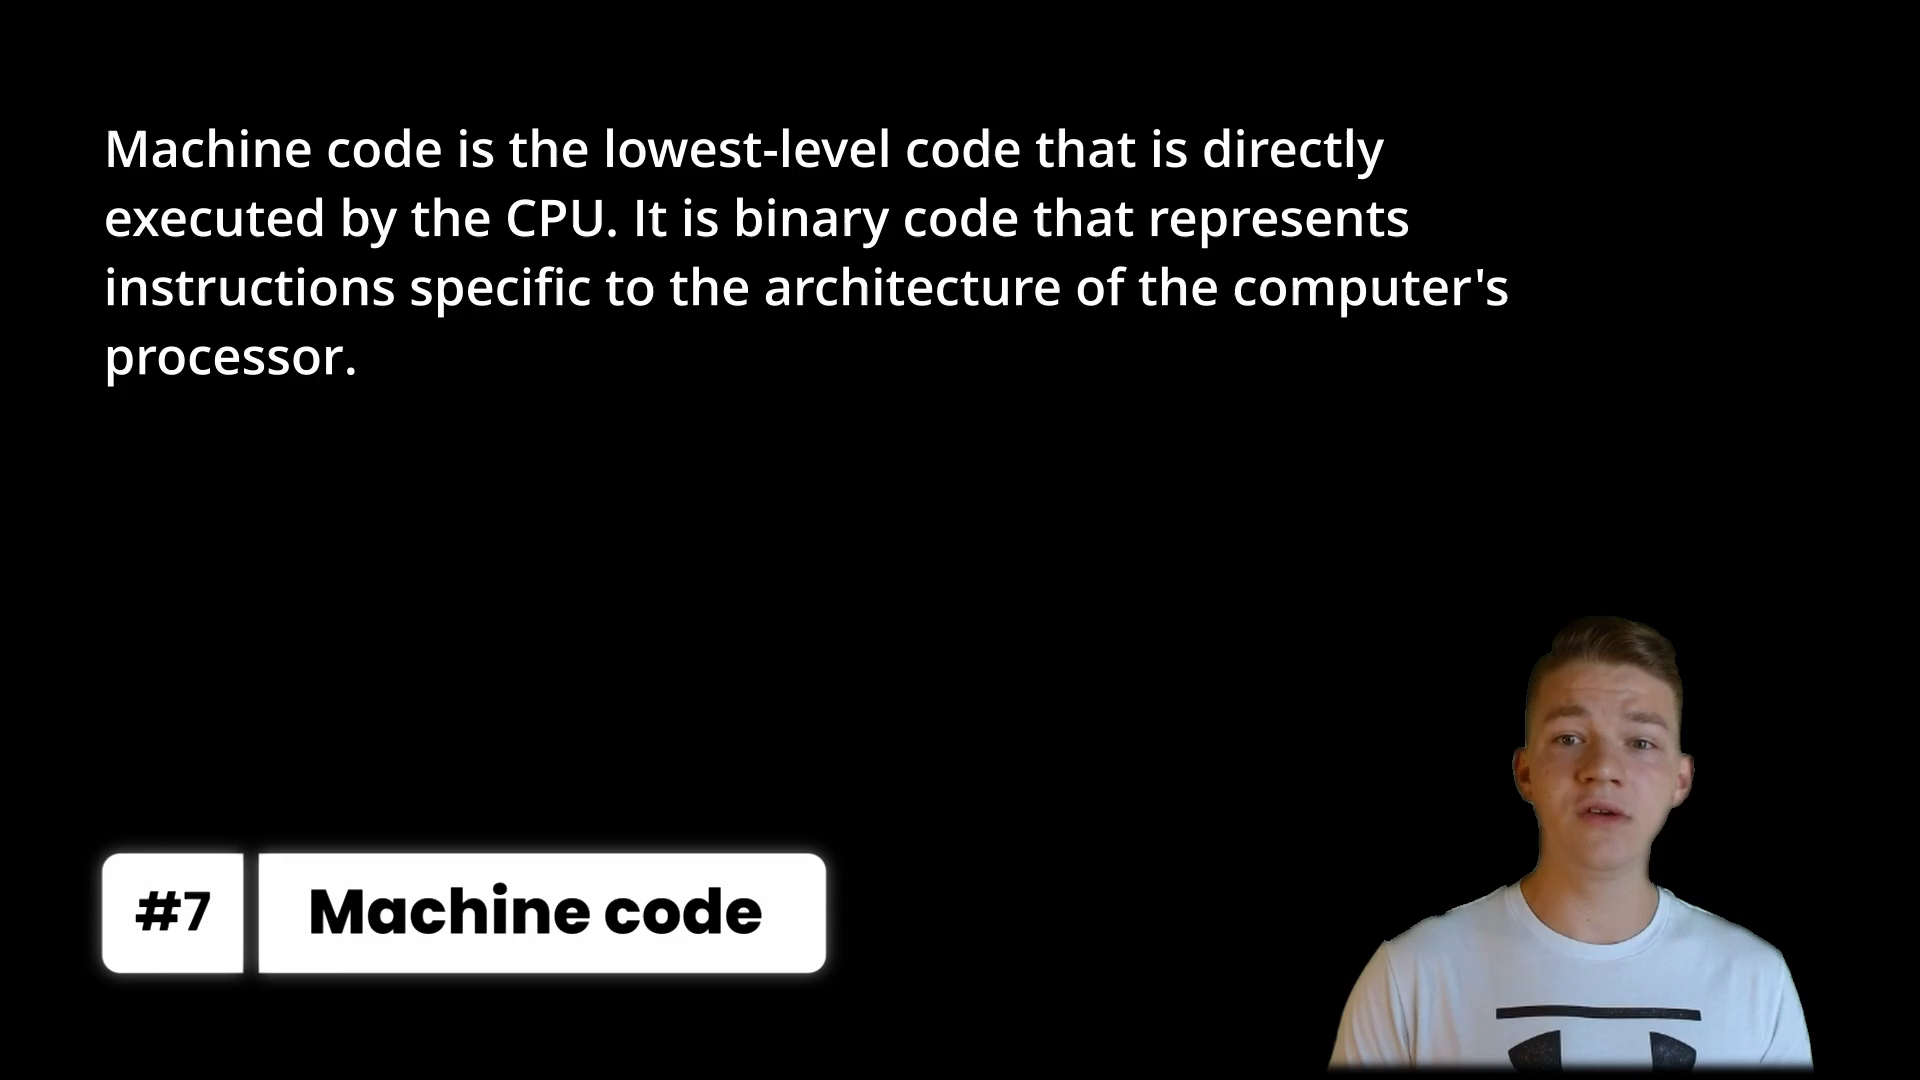 Machine code is the lowest-level code that is directly
executed by the CPU. It is binary code that represents
instructions specific to the architecture of the computer's
processor.
#7 Machine code